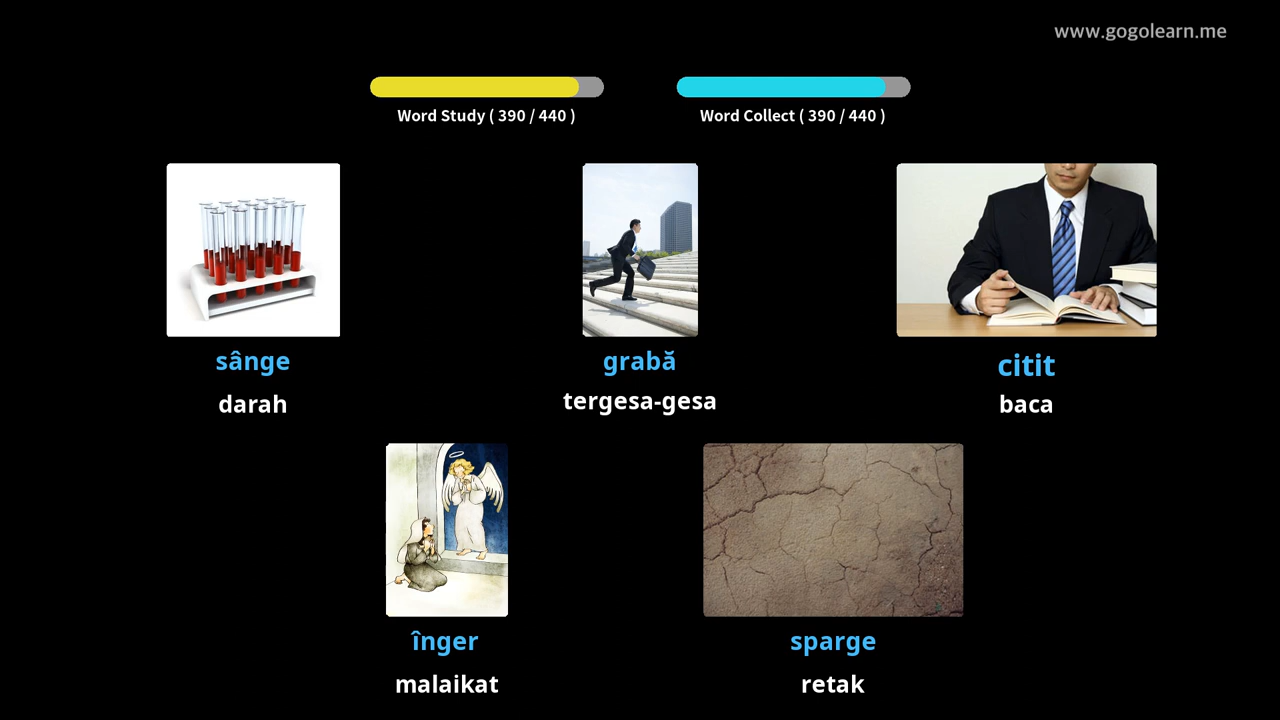 www.gogolearn.me
Word Study ( 390 / 440 )
Word Collect ( 390 / 440 )
sânge
darah
grabă
tergesa-gesa
citit
baca
înger
malaikat
sparge
retak